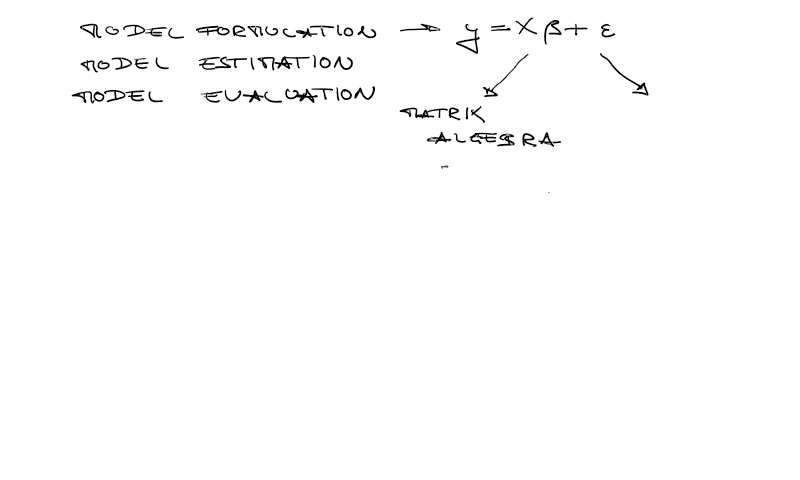 MODEL FORMULATION → y = Xβ + ε
MODEL ESTIMATION
MODEL EVALUATION
MATRIX
ALGEBRA